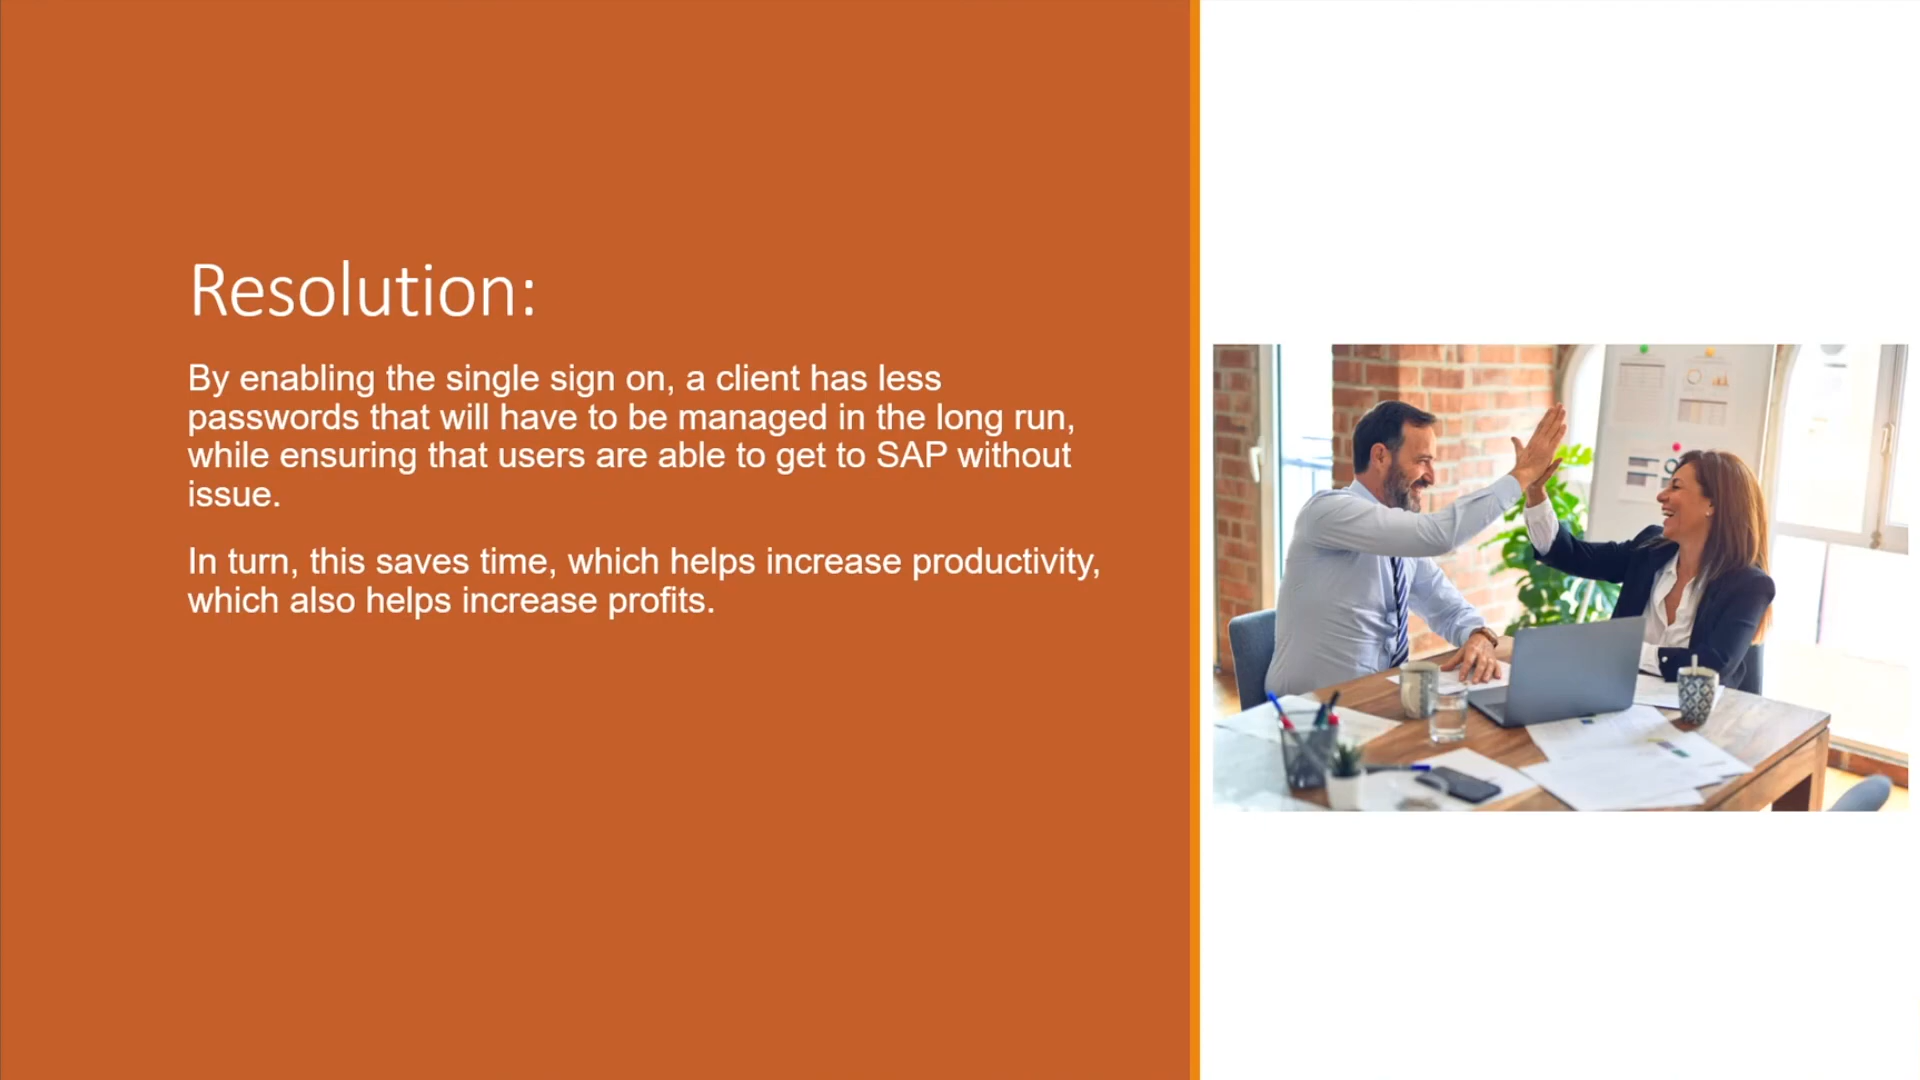 Resolution:
By enabling the single sign on, a client has less
passwords that will have to be managed in the long run,
while ensuring that users are able to get to SAP without
issue.
In turn, this saves time, which helps increase productivity,
which also helps increase profits.